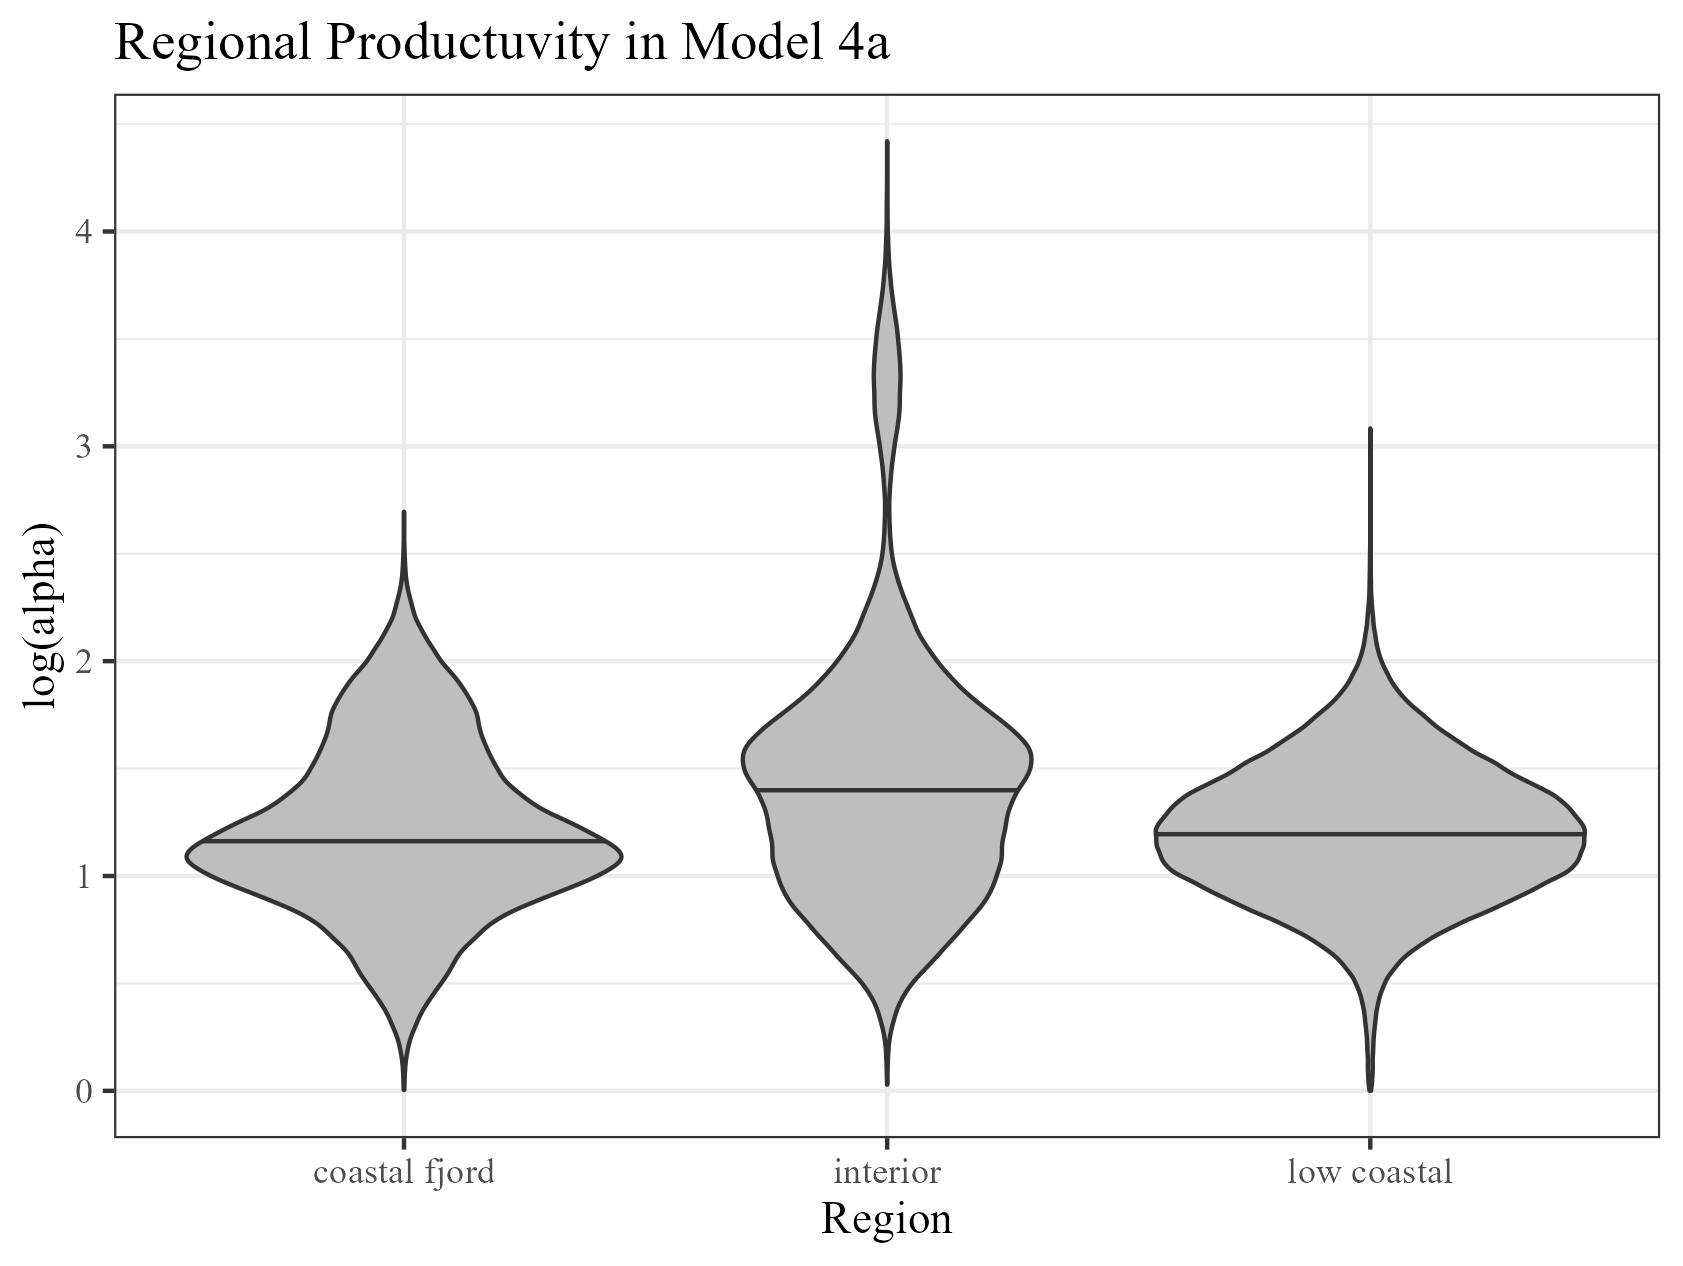 Regional Productuvity in Model 4a
log(alpha)
4
3
2
1
0
coastal fjord
interior
low coastal
Region